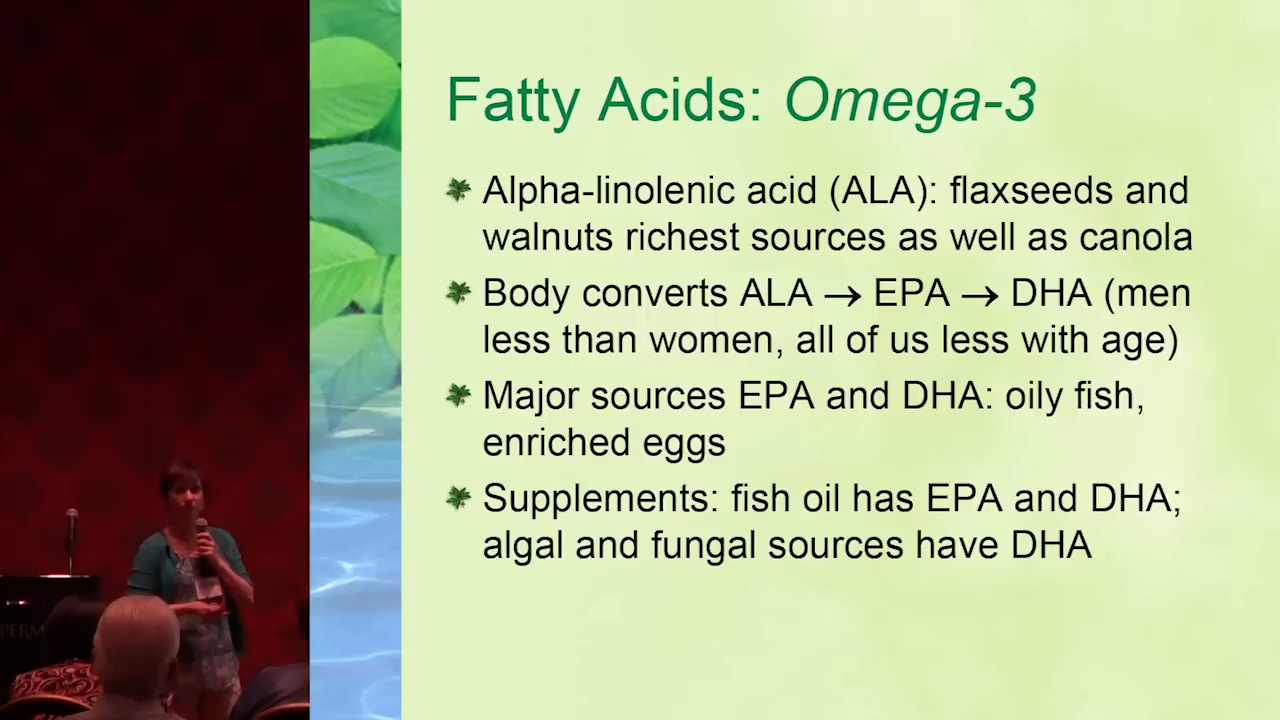 Fatty Acids: Omega-3
Alpha-linolenic acid (ALA): flaxseeds and
walnuts richest sources as well as canola
Body converts ALA → EPA → DHA (men
less than women, all of us less with age)
Major sources EPA and DHA: oily fish,
enriched eggs
Supplements: fish oil has EPA and DHA;
algal and fungal sources have DHA